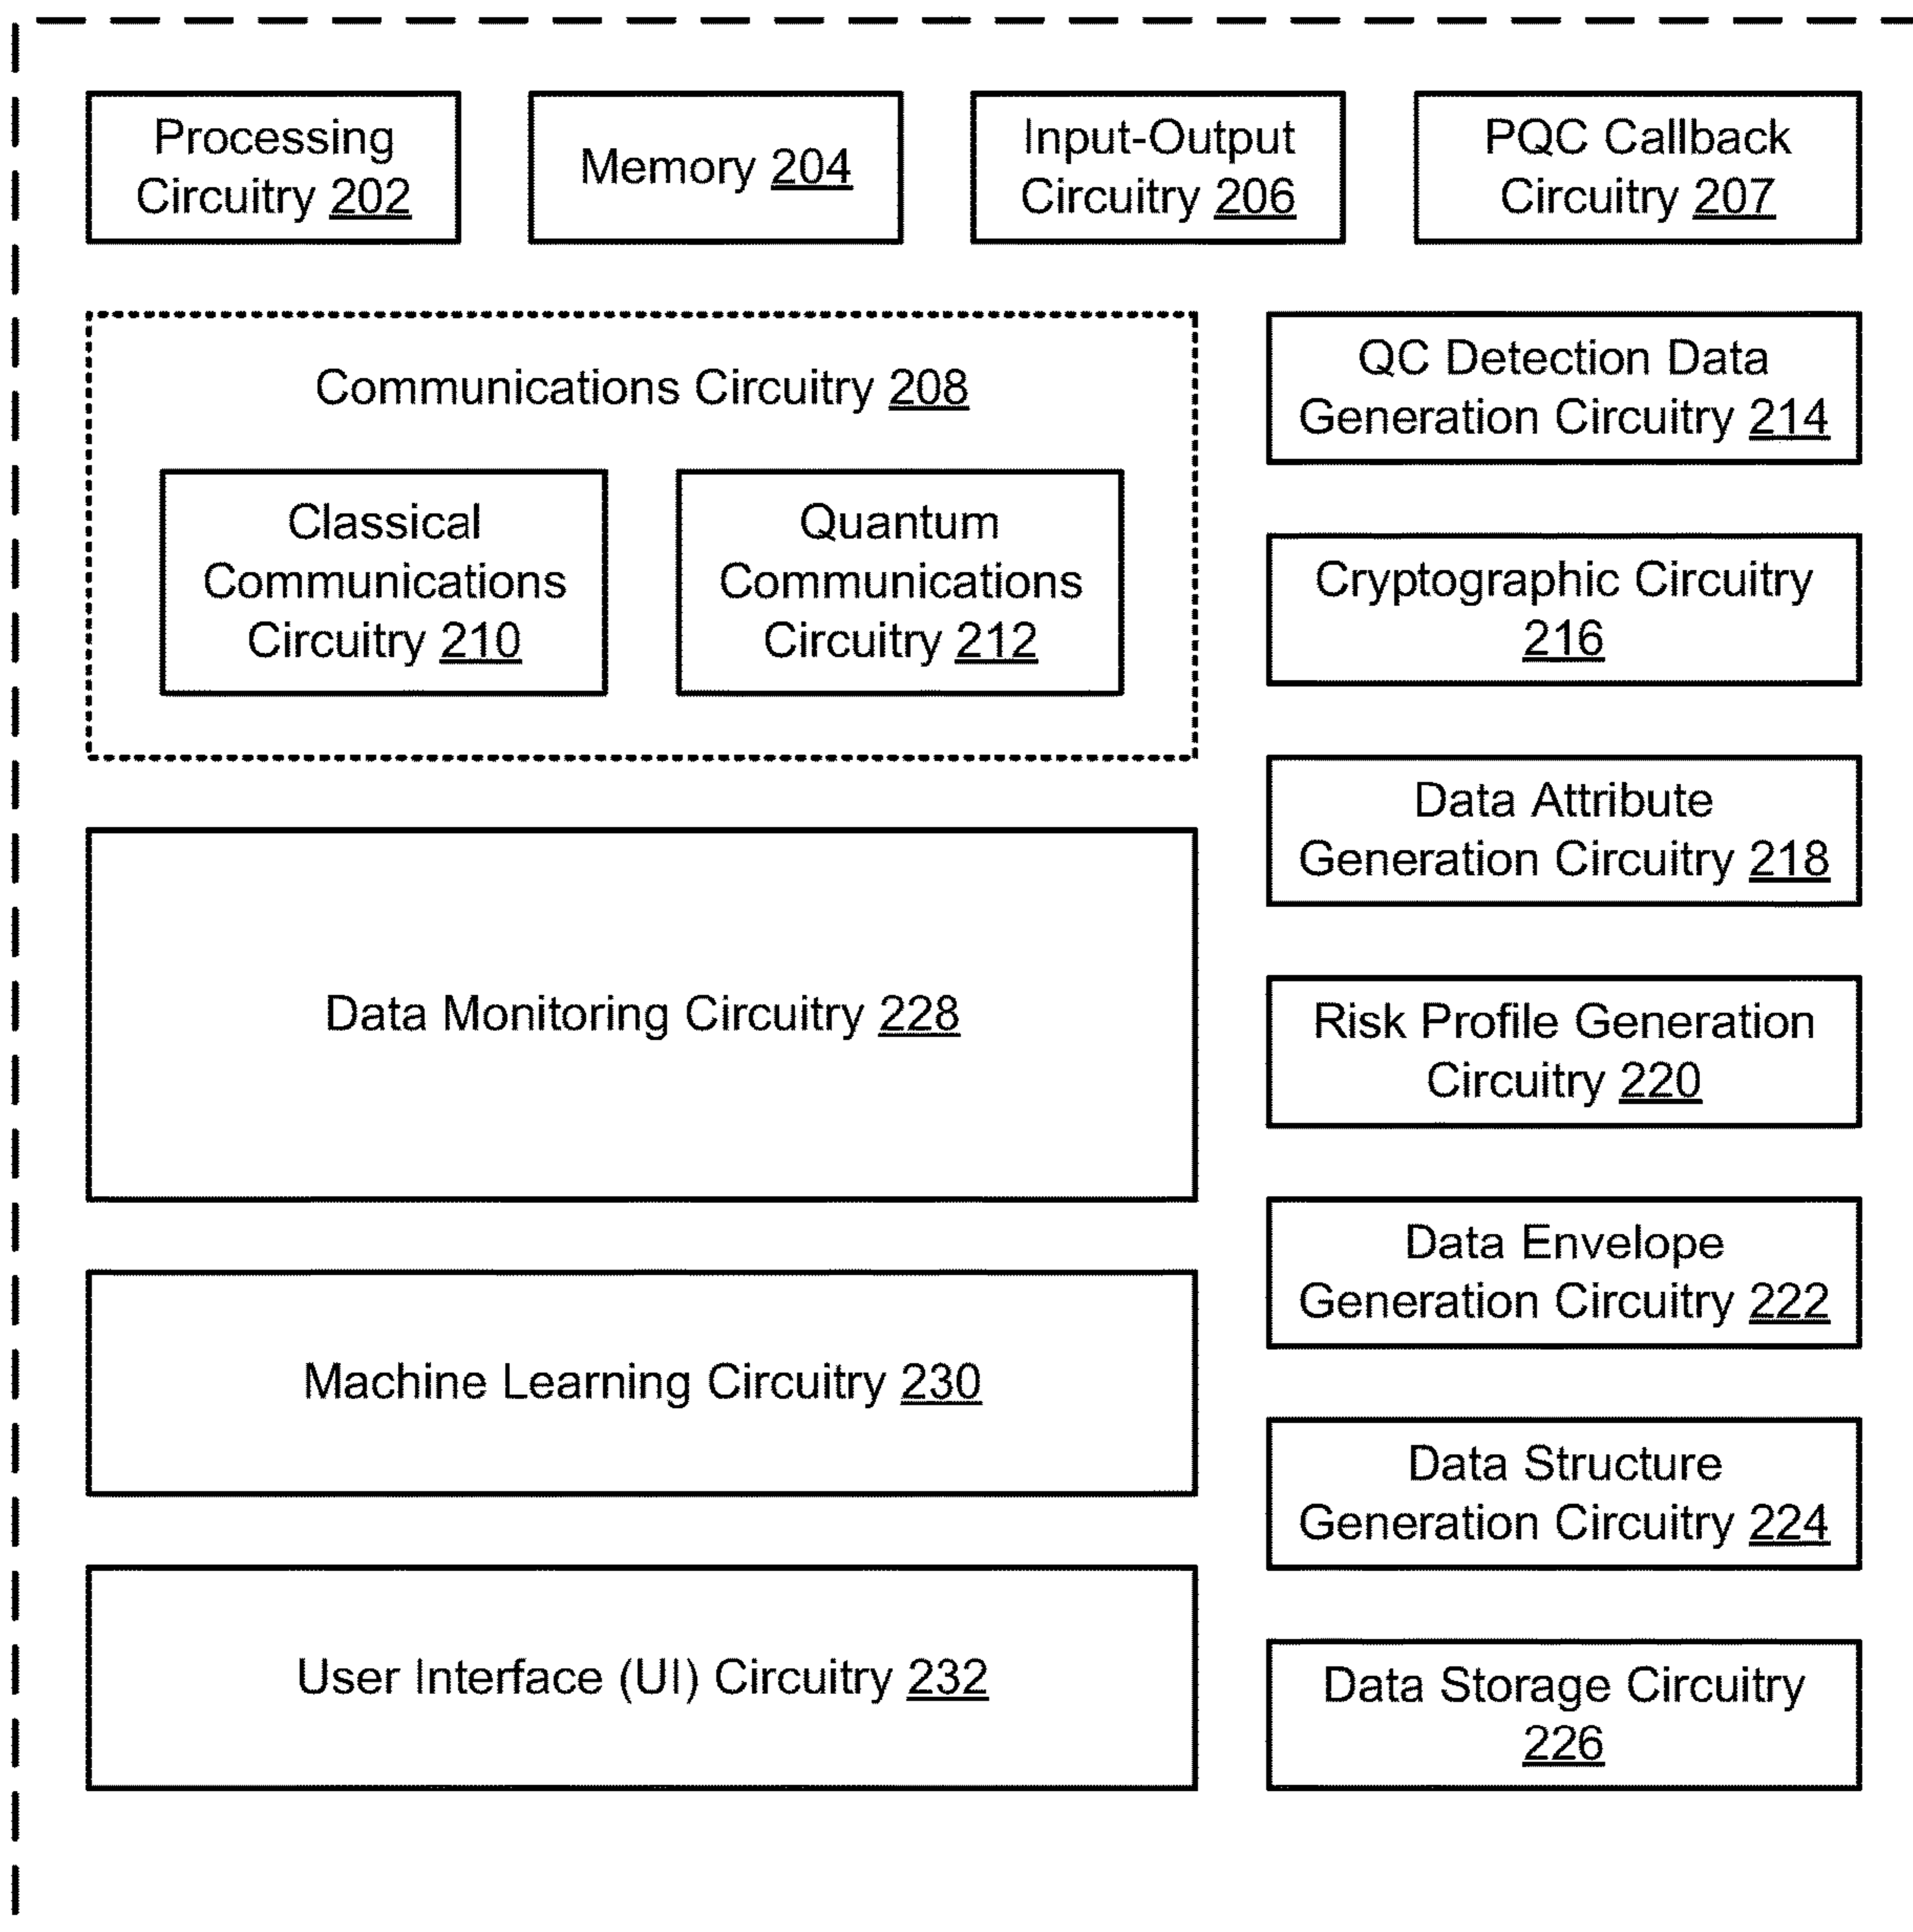 Processing
Circuitry 202
Memory 204
Input-Output
Circuitry 206
PQC Callback
Circuitry 207
Communications Circuitry 208
Classical
Communications
Circuitry 210
Quantum
Communications
Circuitry 212
QC Detection Data
Generation Circuitry 214
Cryptographic Circuitry
216
Data Attribute
Generation Circuitry 218
Data Monitoring Circuitry 228
Risk Profile Generation
Circuitry 220
Data Envelope
Generation Circuitry 222
Machine Learning Circuitry 230
Data Structure
Generation Circuitry 224
User Interface (UI) Circuitry 232
Data Storage Circuitry
226